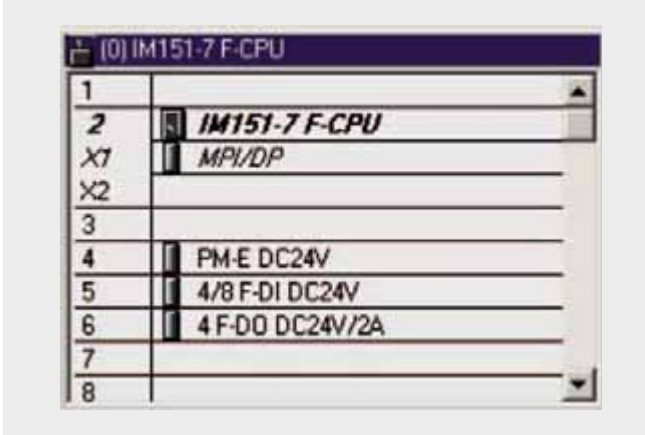 (0) IM151-7 F-CPU
1
2 IM151-7 F-CPU
X1 MPI/DP
X2
3
4 PM-E DC24V
5 4/8 F-DI DC24V
6 4 F-DO DC24V/2A
7
8